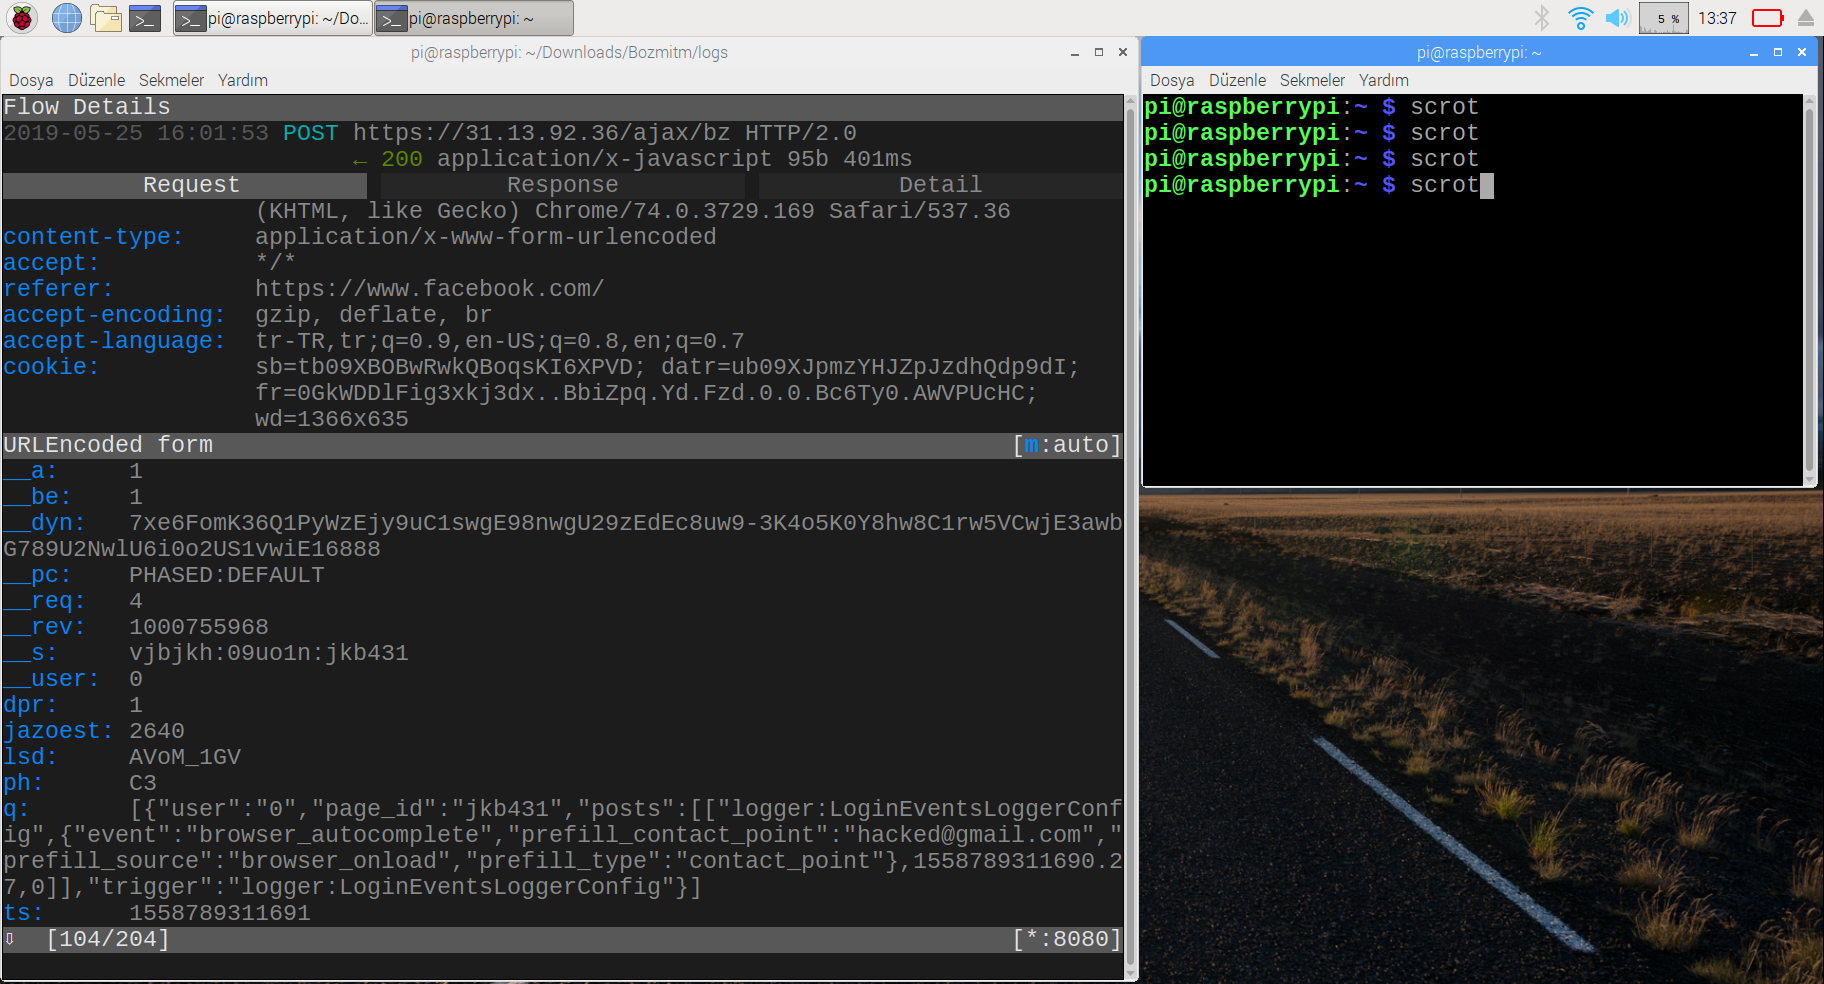 pi@raspberrypi: ~/Do...
pi@raspberrypi: ~
5 %
13:37
pi@raspberrypi: ~/Downloads/Bozmitm/logs
Dosya Düzenle Sekmeler Yardım
Flow Details
2019-05-25 16:01:53 POST https://31.13.92.36/ajax/bz HTTP/2.0
← 200 application/x-javascript 95b 401ms
Request Response Detail
(KHTML, like Gecko) Chrome/74.0.3729.169 Safari/537.36
content-type: application/x-www-form-urlencoded
accept: */*
referer: https://www.facebook.com/
accept-encoding: gzip, deflate, br
accept-language: tr-TR,tr;q=0.9,en-US;q=0.8,en;q=0.7
cookie: sb=tb09XBOBwRwkQBoqsKI6XPVD; datr=ub09XJpmzYHJZpJzdhQdp9dI;
fr=0GkWDDlFig3xkj3dx..BbiZpq.Yd.Fzd.0.0.Bc6Ty0.AWVPUcHC;
wd=1366x635
URLEncoded form [m:auto]
__a: 1
__be: 1
__dyn: 7xe6FomK36Q1PyWzEjy9uC1swgE98nwgU29zEdEc8uw9-3K4o5K0Y8hw8C1rw5VCwjE3awb
G789U2NwlU6i0o2US1vwiE16888
__pc: PHASED:DEFAULT
__req: 4
__rev: 1000755968
__s: vjbjkh:09uo1n:jkb431
__user: 0
dpr: 1
jazoest: 2640
lsd: AVoM_1GV
ph: C3
q: [{"user":"0","page_id":"jkb431","posts":[["logger:LoginEventsLoggerConf
ig",{"event":"browser_autocomplete","prefill_contact_point":"hacked@gmail.com","
prefill_source":"browser_onload","prefill_type":"contact_point"},1558789311690.2
7,0]],"trigger":"logger:LoginEventsLoggerConfig"}]
ts: 1558789311691
⇩ [104/204] [*:8080]
pi@raspberrypi: ~
Dosya Düzenle Sekmeler Yardım
pi@raspberrypi:~ $ scrot
pi@raspberrypi:~ $ scrot
pi@raspberrypi:~ $ scrot
pi@raspberrypi:~ $ scrot